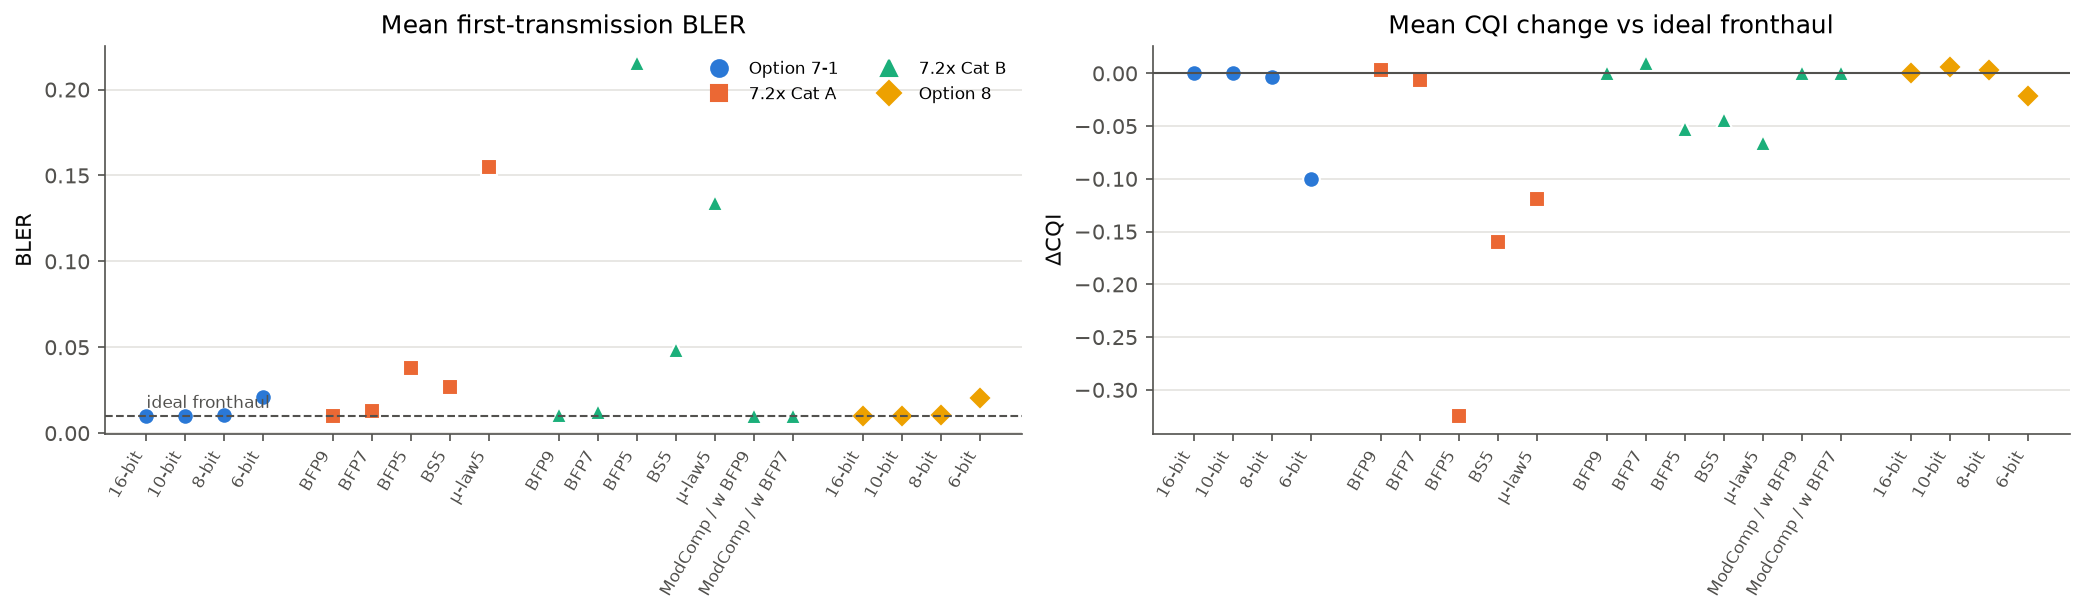 Mean first-transmission BLER
BLER
0.20
0.15
0.10
0.05
0.00
Option 7-1
7.2x Cat A
7.2x Cat B
Option 8
ideal fronthaul
16-bit
10-bit
8-bit
6-bit
BFP9
BFP7
BFP5
BS5
μ-law5
BFP9
BFP7
BFP5
BS5
μ-law5
ModComp / w BFP9
ModComp / w BFP7
16-bit
10-bit
8-bit
6-bit
Mean CQI change vs ideal fronthaul
ΔCQI
0.00
−0.05
−0.10
−0.15
−0.20
−0.25
−0.30
16-bit
10-bit
8-bit
6-bit
BFP9
BFP7
BFP5
BS5
μ-law5
BFP9
BFP7
BFP5
BS5
μ-law5
ModComp / w BFP9
ModComp / w BFP7
16-bit
10-bit
8-bit
6-bit